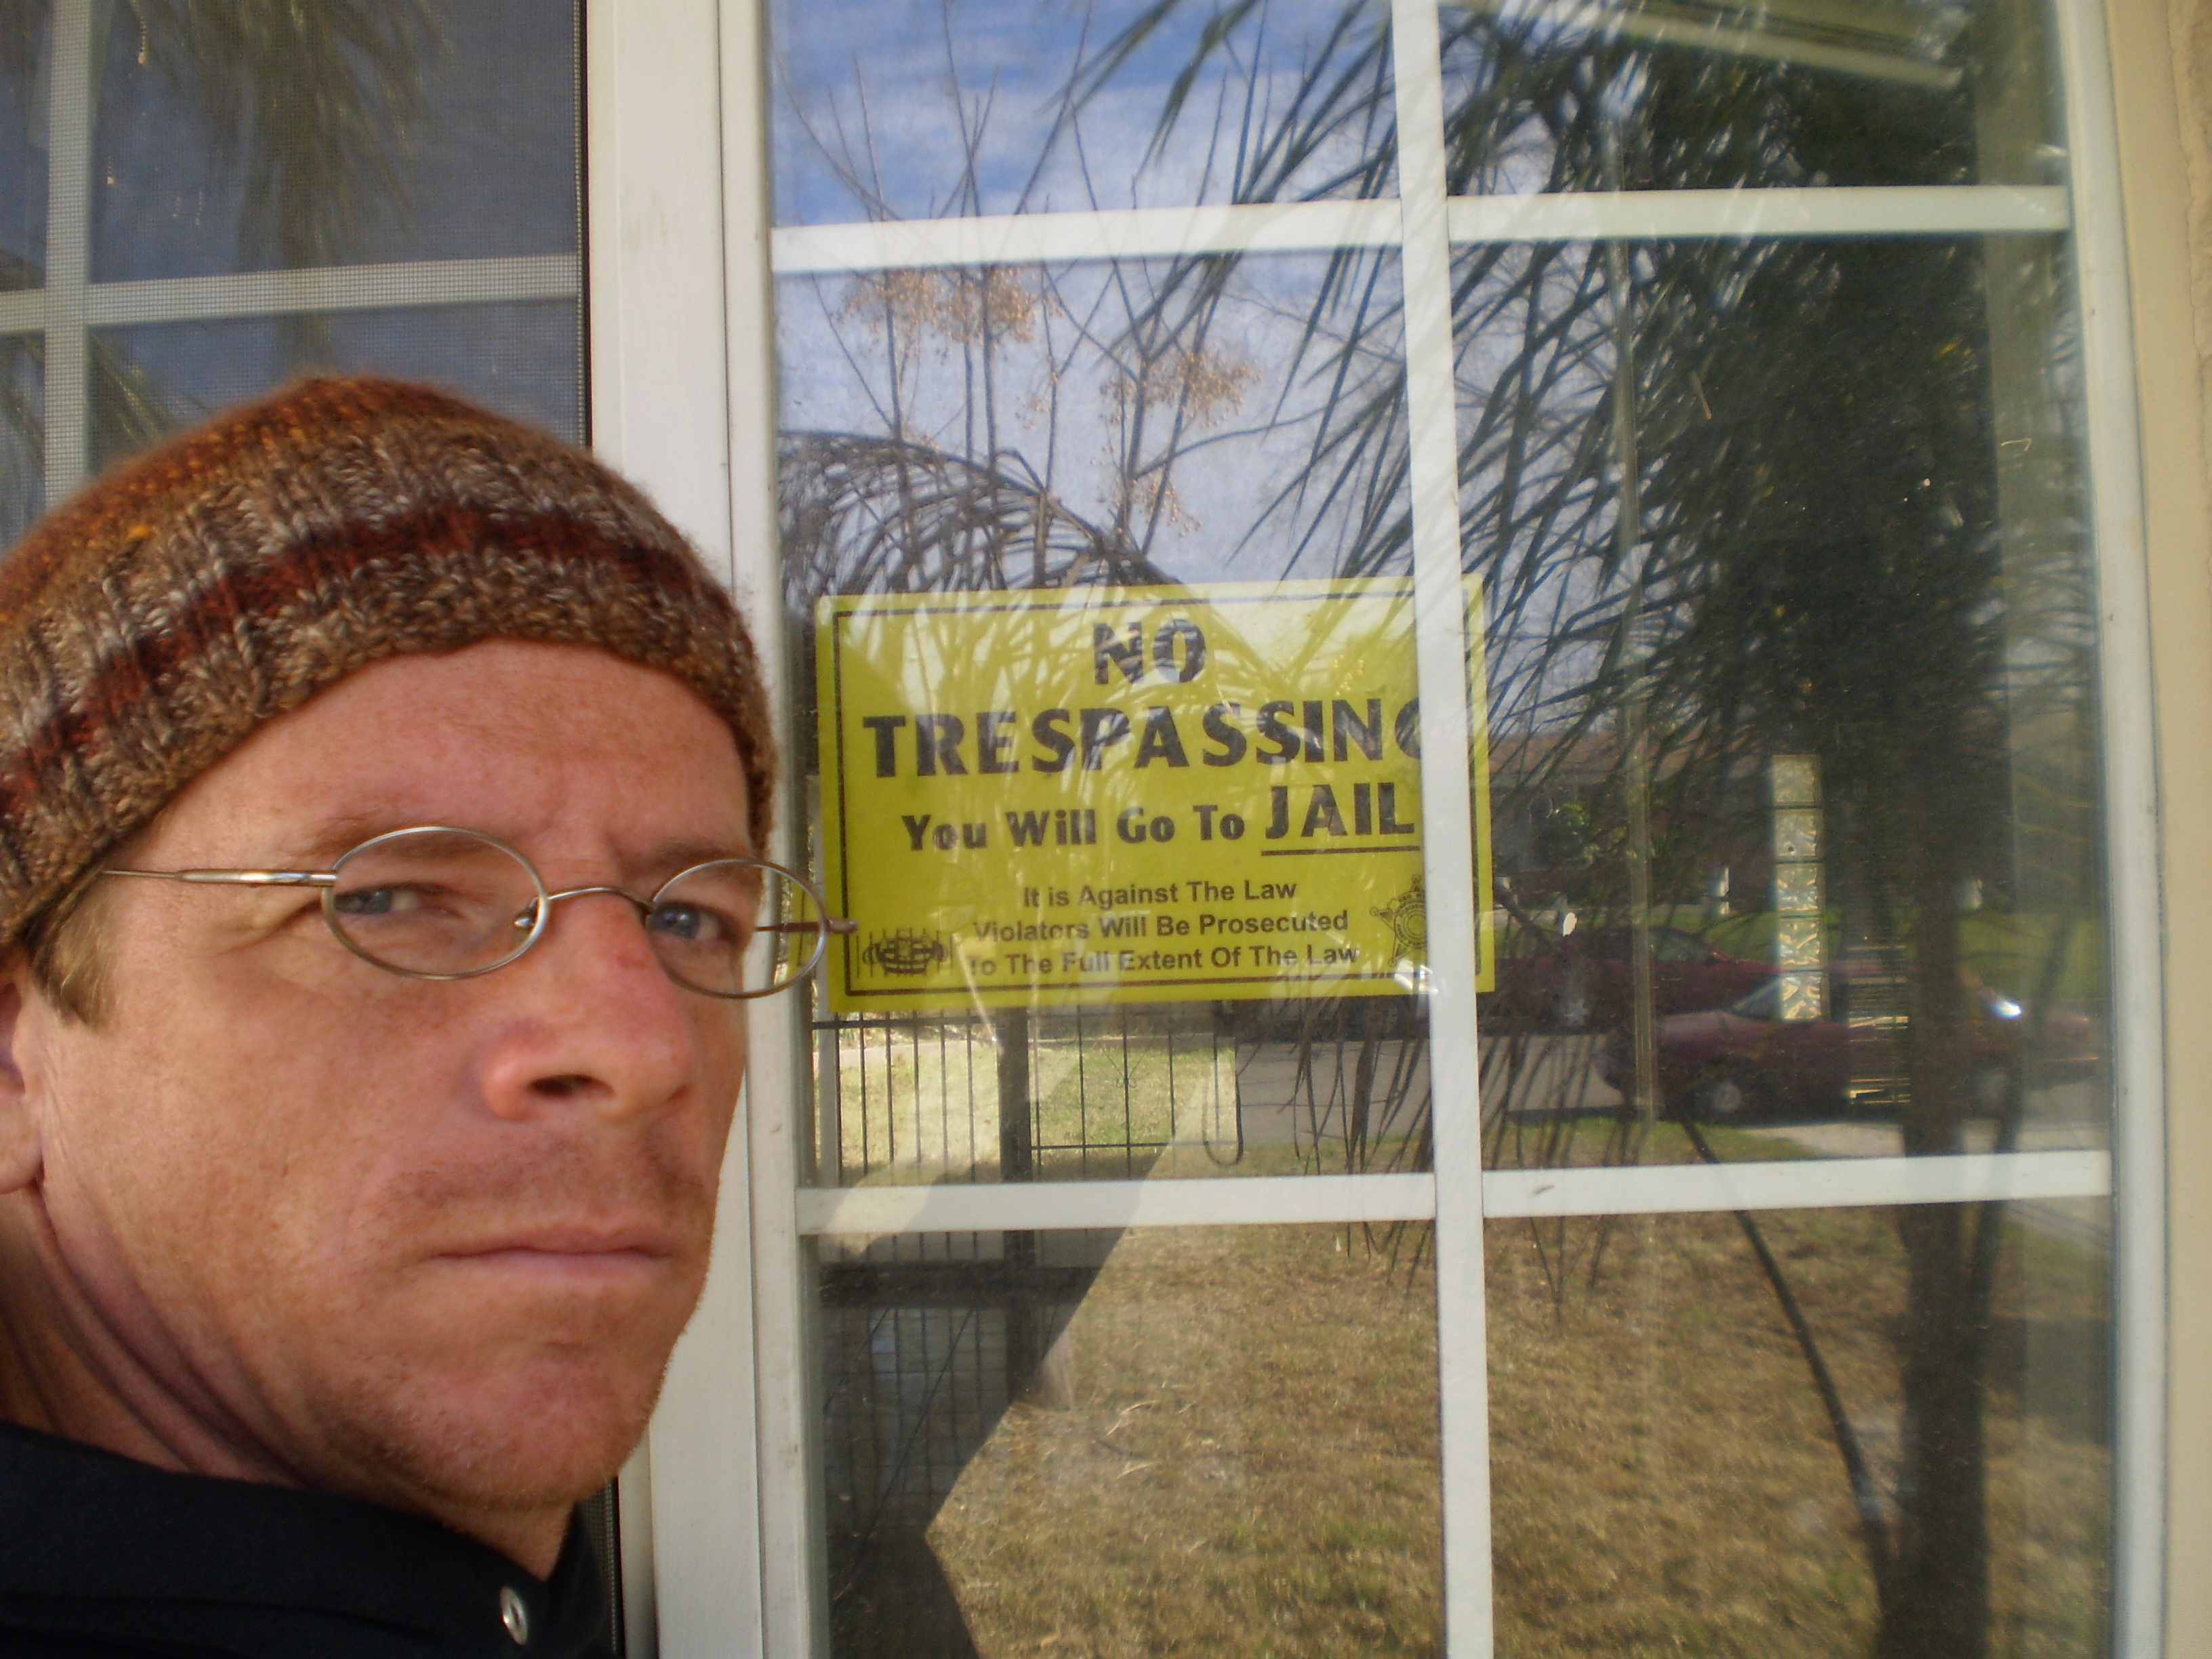 NO
TRESPASSING
You Will Go To JAIL
It is Against The Law
Violators Will Be Prosecuted
To The Full Extent Of The Law